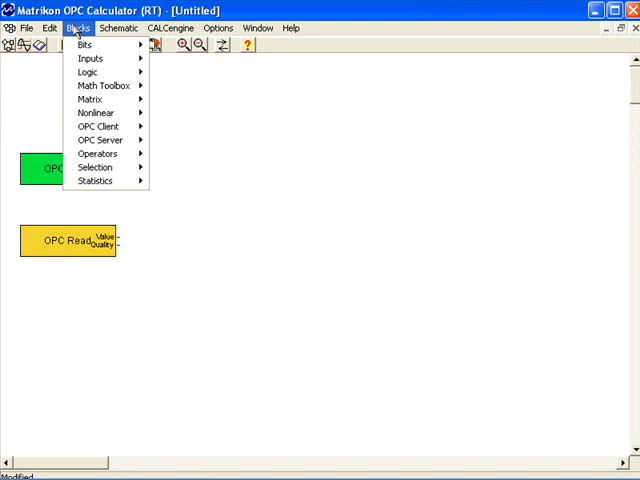 Matrikon OPC Calculator (RT) - [Untitled]
File Edit Blocks Schematic CALCengine Options Window Help
Bits
Inputs
Logic
Math Toolbox
Matrix
Nonlinear
OPC Client
OPC Server
Operators
Selection
Statistics
OPC
OPC Read Value
Quality
Modified